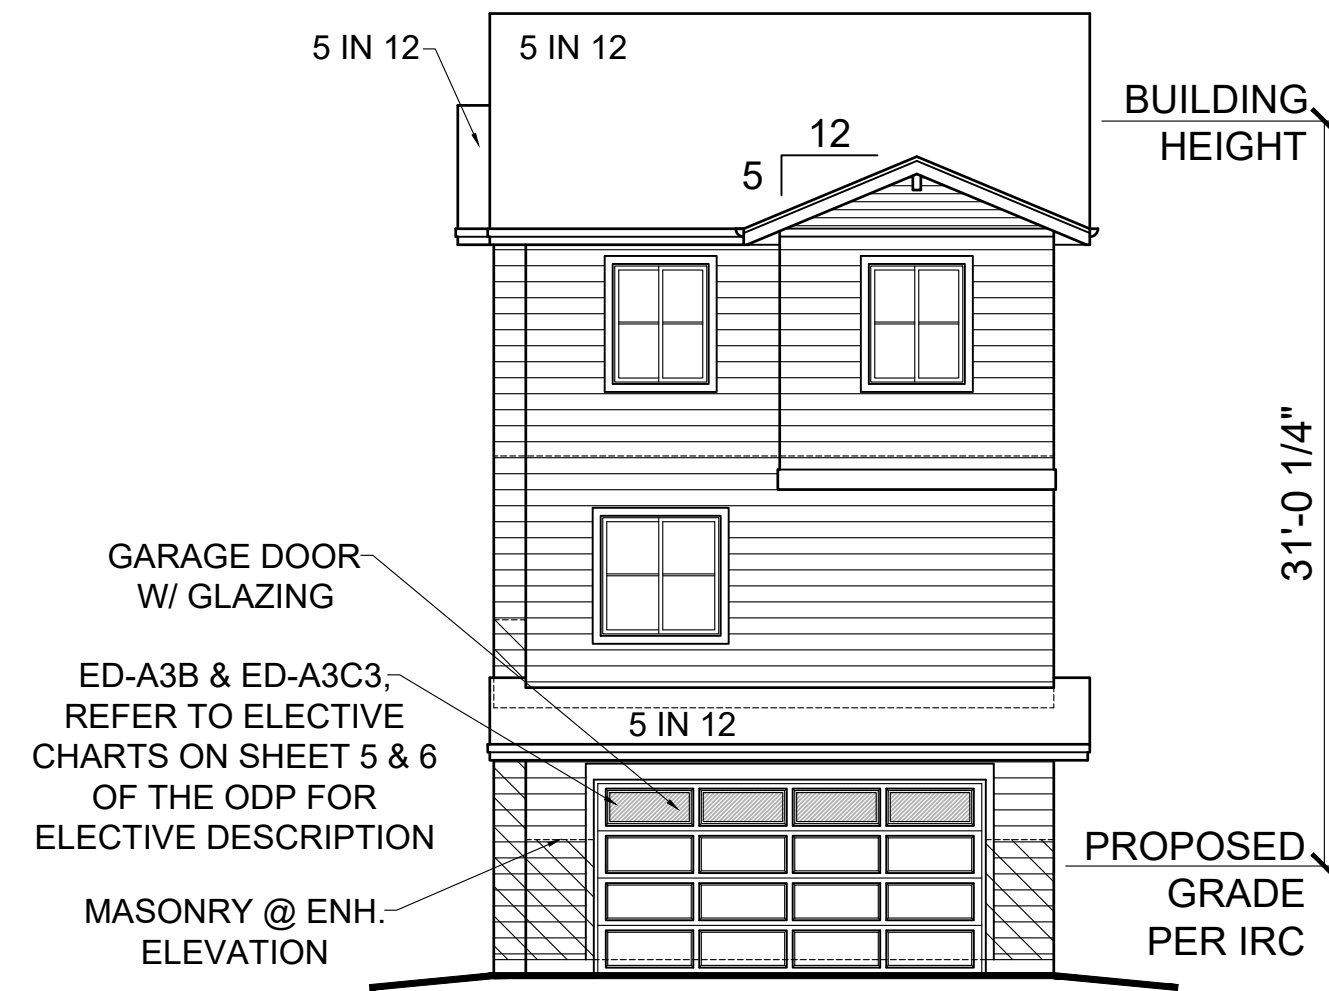 5 IN 12
5 IN 12
BUILDING
HEIGHT
12
5
31'-0 1/4"
GARAGE DOOR
W/ GLAZING
ED-A3B & ED-A3C3,
REFER TO ELECTIVE
CHARTS ON SHEET 5 & 6
OF THE ODP FOR
ELECTIVE DESCRIPTION
5 IN 12
MASONRY @ ENH.
ELEVATION
PROPOSED
GRADE
PER IRC